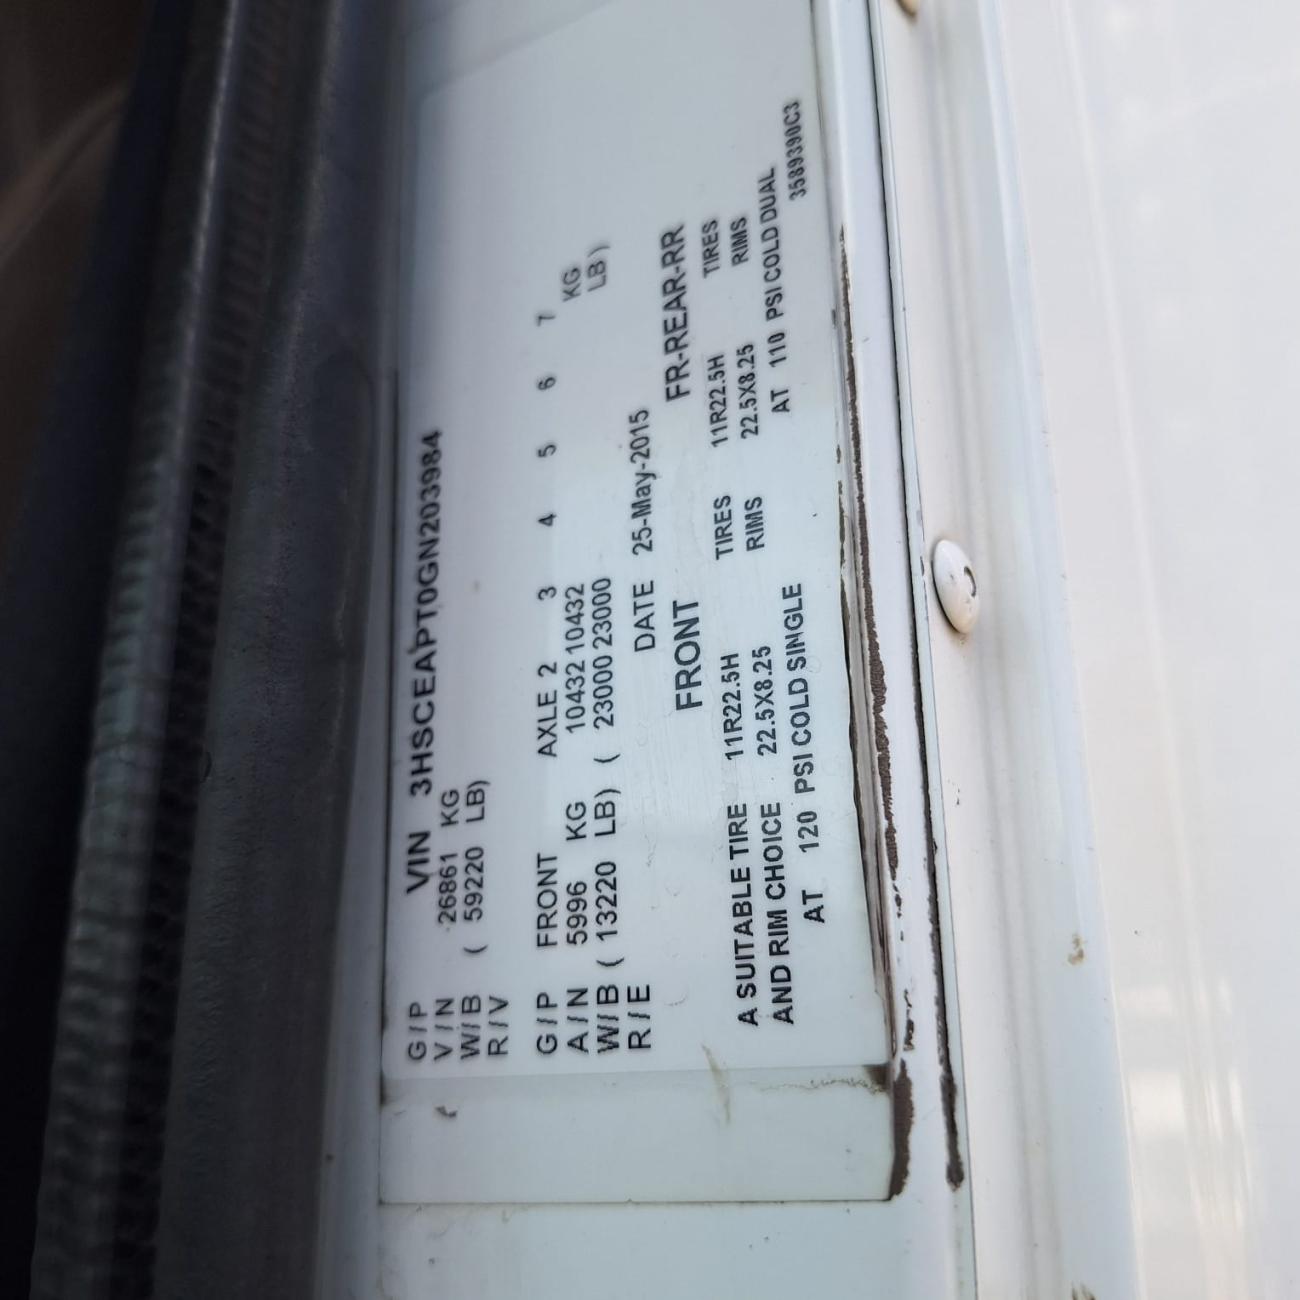 VIN 3HSCEAPT0GN203984
G/P
V/N 26861 KG
W/B ( 59220 LB)
R/V
G/P FRONT AXLE 2 3 4 5 6 7
A/N 5996 KG 10432 10432 KG
W/B ( 13220 LB) ( 23000 23000 LB )
R/E DATE 25-May-2015
FRONT FR-REAR-RR
A SUITABLE TIRE 11R22.5H TIRES 11R22.5H TIRES
AND RIM CHOICE 22.5X8.25 RIMS 22.5X8.25 RIMS
AT 120 PSI COLD SINGLE AT 110 PSI COLD DUAL
3589390C3